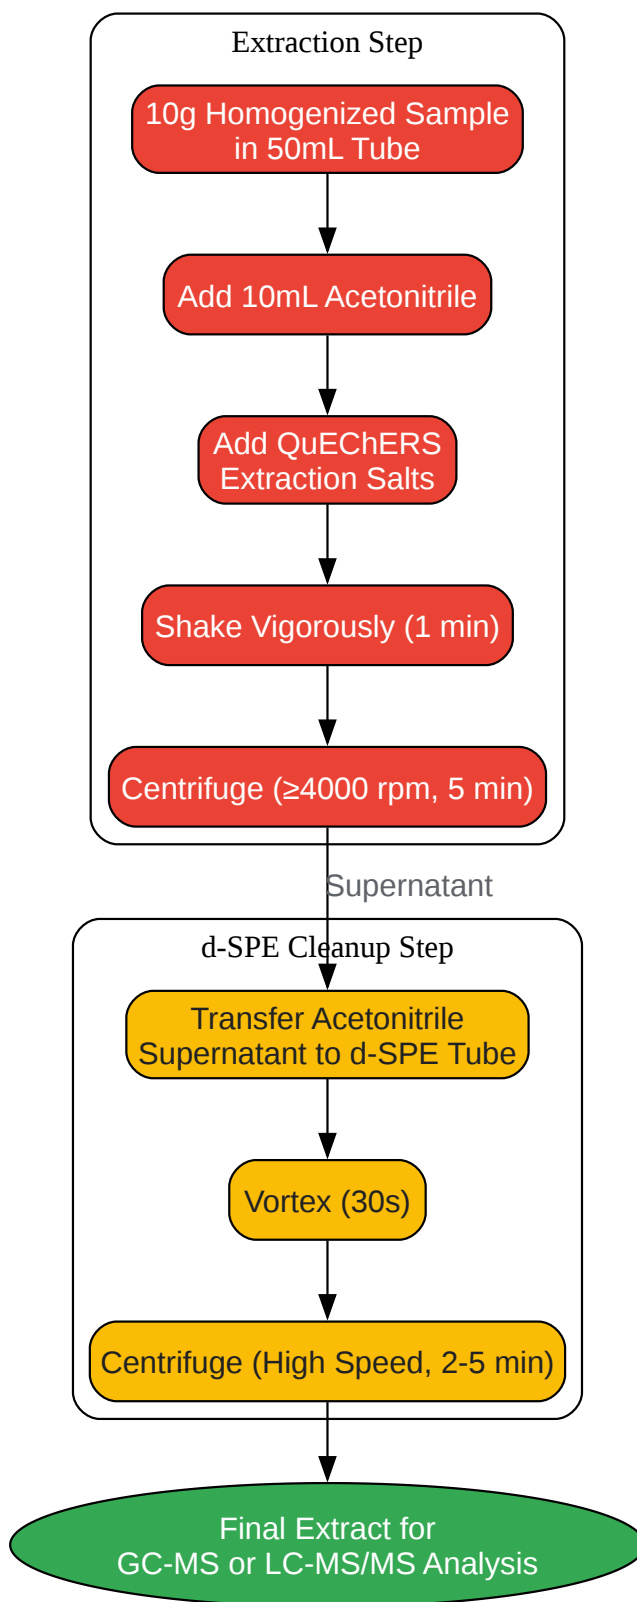 Extraction Step
10g Homogenized Sample
in 50mL Tube
Add 10mL Acetonitrile
Add QuEChERS
Extraction Salts
Shake Vigorously (1 min)
Centrifuge (≥4000 rpm, 5 min)
Supernatant
d-SPE Cleanup Step
Transfer Acetonitrile
Supernatant to d-SPE Tube
Vortex (30s)
Centrifuge (High Speed, 2-5 min)
Final Extract for
GC-MS or LC-MS/MS Analysis